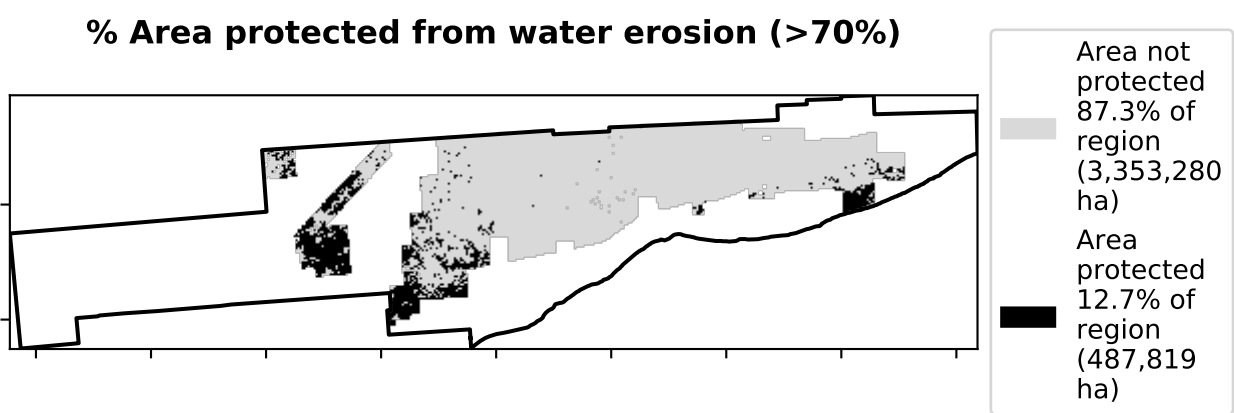 % Area protected from water erosion (>70%)
Area not
protected
87.3% of
region
(3,353,280
ha)
Area
protected
12.7% of
region
(487,819
ha)